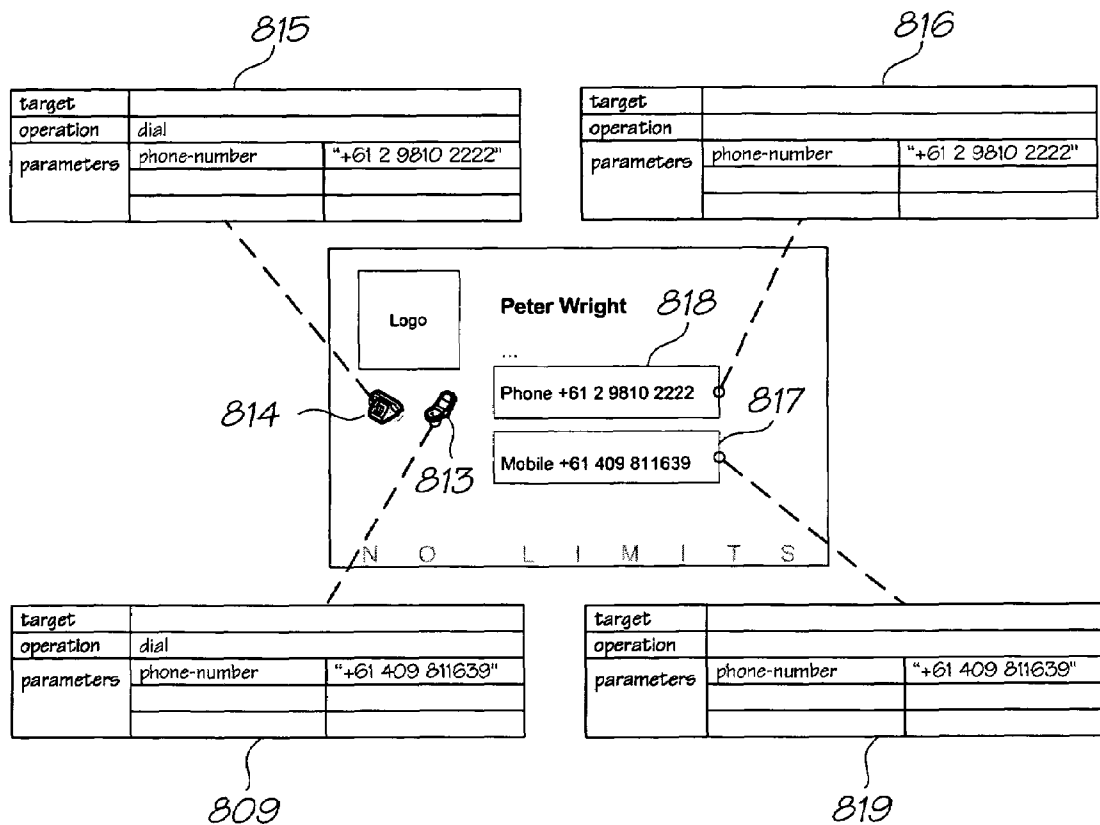 815
816
target
operation dial
parameters phone-number "+61 2 9810 2222"
target
operation
parameters phone-number "+61 2 9810 2222"
Logo
Peter Wright
818
...
Phone +61 2 9810 2222
817
814
813
Mobile +61 409 811639
NO LIMITS
target
operation dial
parameters phone-number "+61 409 811639"
target
operation
parameters phone-number "+61 409 811639"
809
819